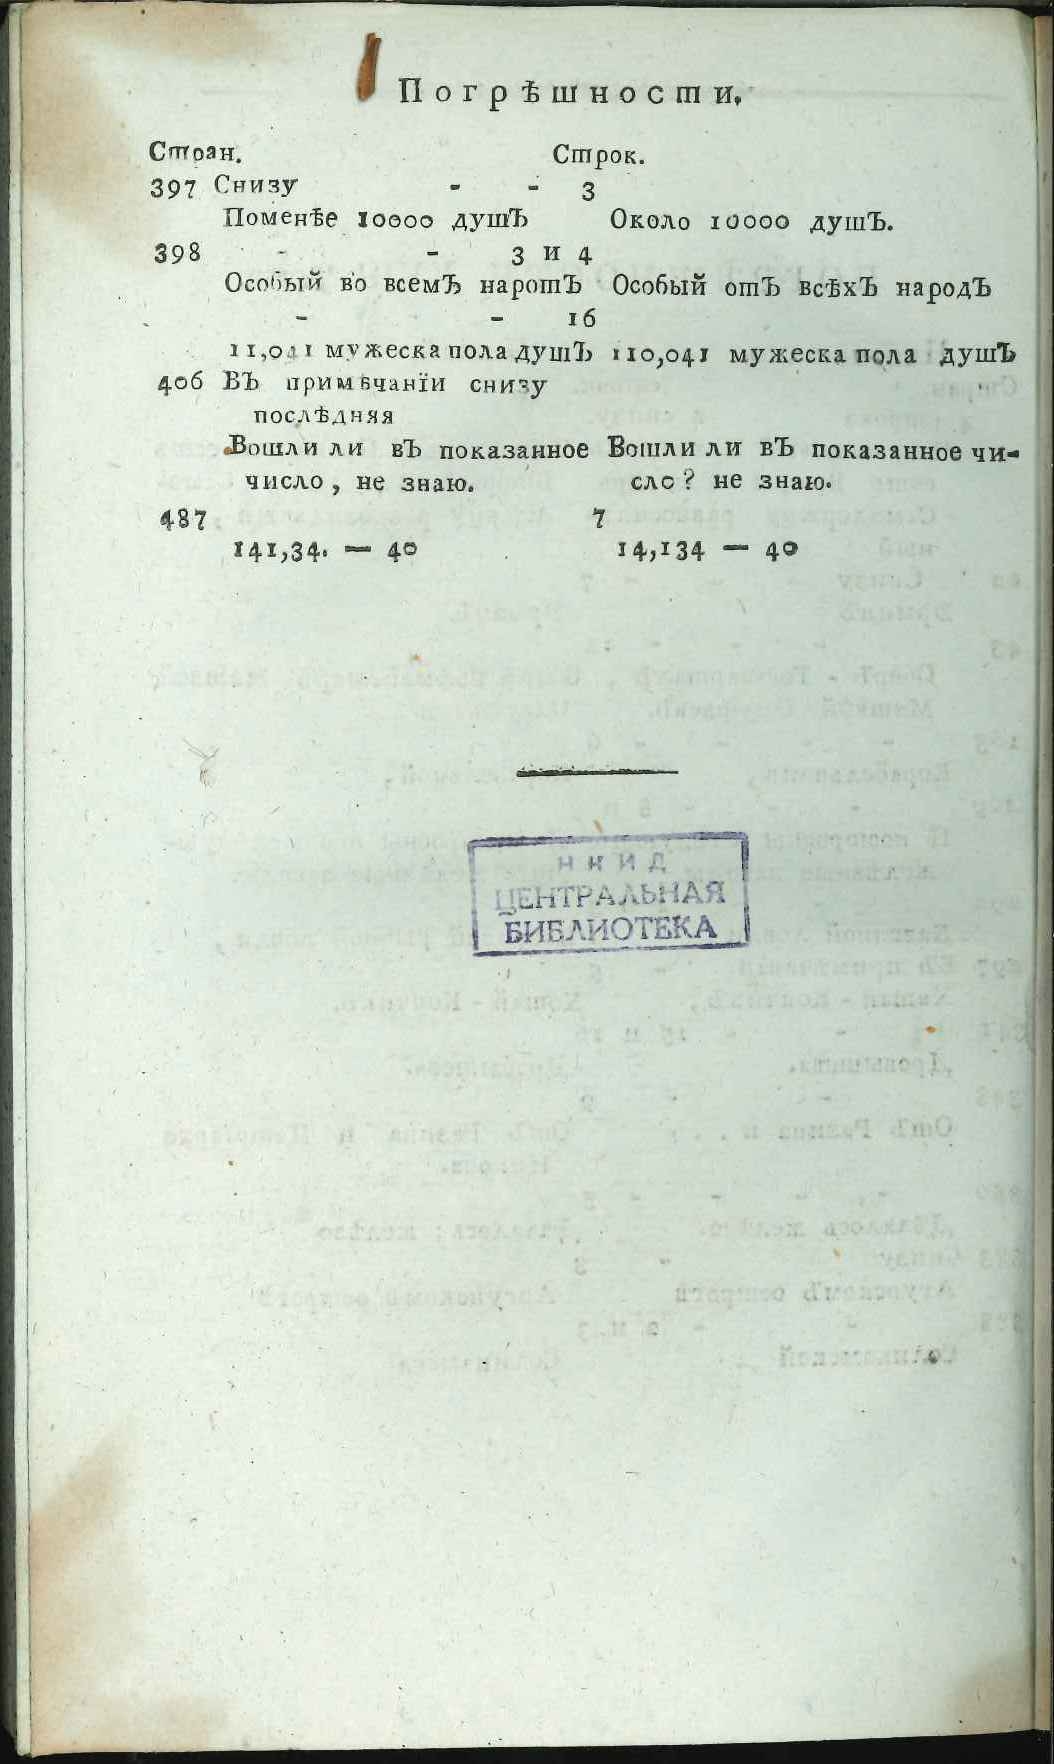 Погрѣшности,
Стран. Строк.
397 Снизу - - 3
Поменѣе 10000 душЪ Около 10000 душЪ.
398 - - 3 и 4
Особый во всемЪ наротЪ Особый отЪ всѣхЪ народЪ
- - 16
11,041 мужеска пола душЪ 110,041 мужеска пола душЪ
406 ВЪ примѣчанїи снизу
послѣдняя
Вошли ли вЪ показанное Вошли ли вЪ показанное чи-
число, не знаю. сло? не знаю.
487 7
141,34. — 40 14,134 — 40
НКИД
ЦЕНТРАЛЬНАЯ
БИБЛИОТЕКА